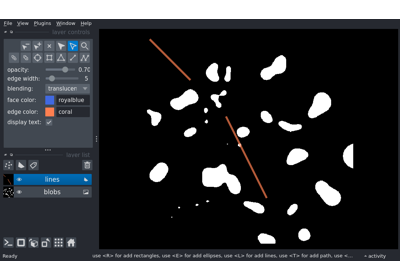 File View Plugins Window Help
layer controls
opacity: 0.70
edge width: 5
blending: translucen
face color: royalblue
edge color: coral
display text:
layer list
lines
blobs
Ready use <R> for add rectangles, use <E> for add ellipses, use <L> for add lines, use <T> for add path, use <... activity